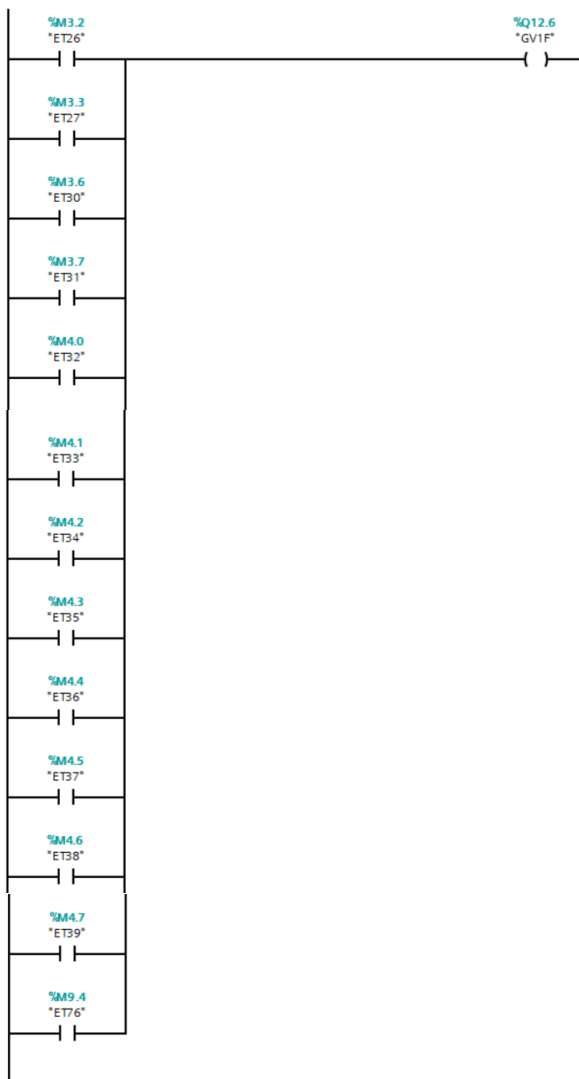 %M3.2
"ET26"
%Q12.6
"GV1F"
%M3.3
"ET27"
%M3.6
"ET30"
%M3.7
"ET31"
%M4.0
"ET32"
%M4.1
"ET33"
%M4.2
"ET34"
%M4.3
"ET35"
%M4.4
"ET36"
%M4.5
"ET37"
%M4.6
"ET38"
%M4.7
"ET39"
%M9.4
"ET76"